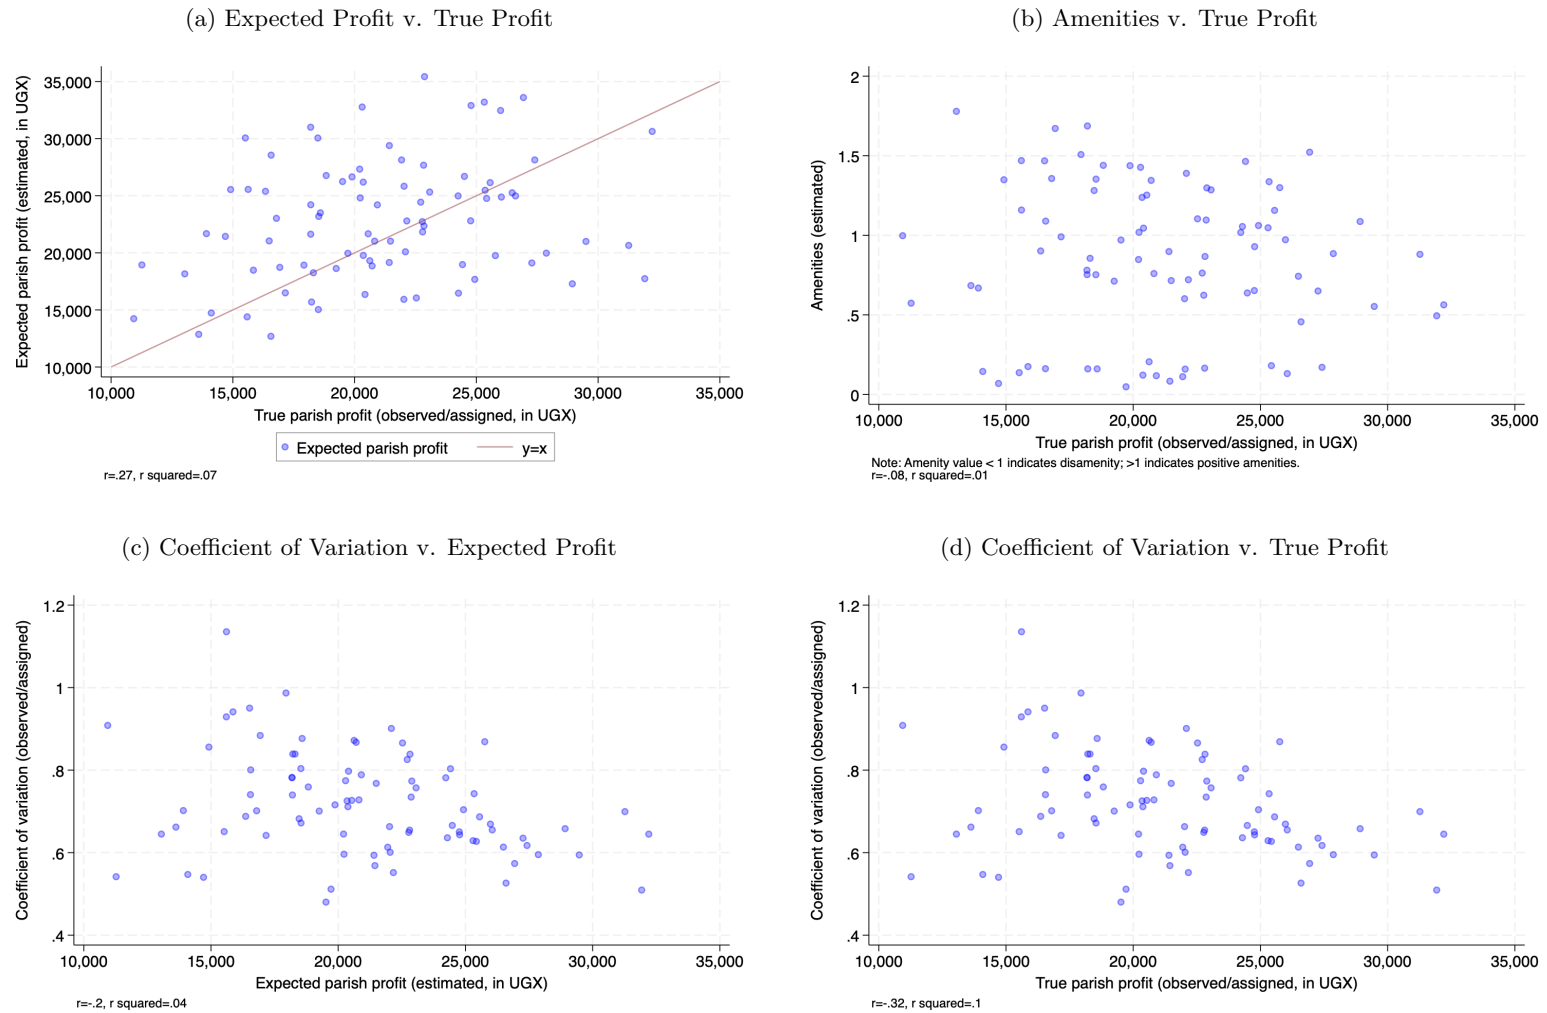 (a) Expected Profit v. True Profit
Expected parish profit (estimated, in UGX)
35,000
30,000
25,000
20,000
15,000
10,000
10,000 15,000 20,000 25,000 30,000 35,000
True parish profit (observed/assigned, in UGX)
Expected parish profit y=x
r=.27, r squared=.07
(b) Amenities v. True Profit
Amenities (estimated)
2
1.5
1
.5
0
10,000 15,000 20,000 25,000 30,000 35,000
True parish profit (observed/assigned, in UGX)
Note: Amenity value < 1 indicates disamenity; >1 indicates positive amenities.
r=-.08, r squared=.01
(c) Coefficient of Variation v. Expected Profit
Coefficient of variation (observed/assigned)
1.2
1
.8
.6
.4
10,000 15,000 20,000 25,000 30,000 35,000
Expected parish profit (estimated, in UGX)
r=-.2, r squared=.04
(d) Coefficient of Variation v. True Profit
Coefficient of variation (observed/assigned)
1.2
1
.8
.6
.4
10,000 15,000 20,000 25,000 30,000 35,000
True parish profit (observed/assigned, in UGX)
r=-.32, r squared=.1